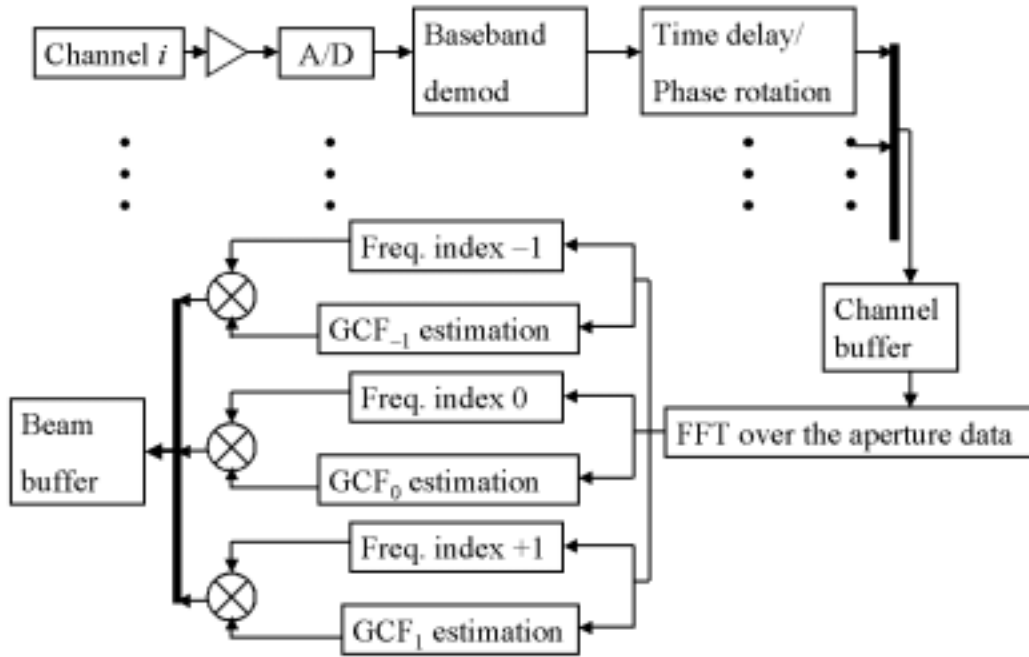 Channel i
A/D
Baseband
demod
Time delay/
Phase rotation
Freq. index –1
GCF–1 estimation
Channel
buffer
Freq. index 0
FFT over the aperture data
Beam
buffer
GCF0 estimation
Freq. index +1
GCF1 estimation